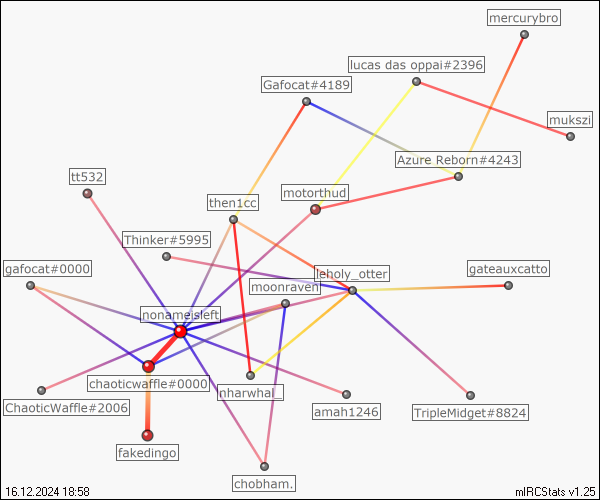 mercurybro
lucas das oppai#2396
Gafocat#4189
mukszi
Azure Reborn#4243
tt532
motorthud
then1cc
Thinker#5995
gafocat#0000
leholy_otter
gateauxcatto
moonraven
nonameisleft
chaoticwaffle#0000
nharwhal_
ChaoticWaffle#2006
amah1246
TripleMidget#8824
fakedingo
chobham.
16.12.2024 18:58
mIRCStats v1.25